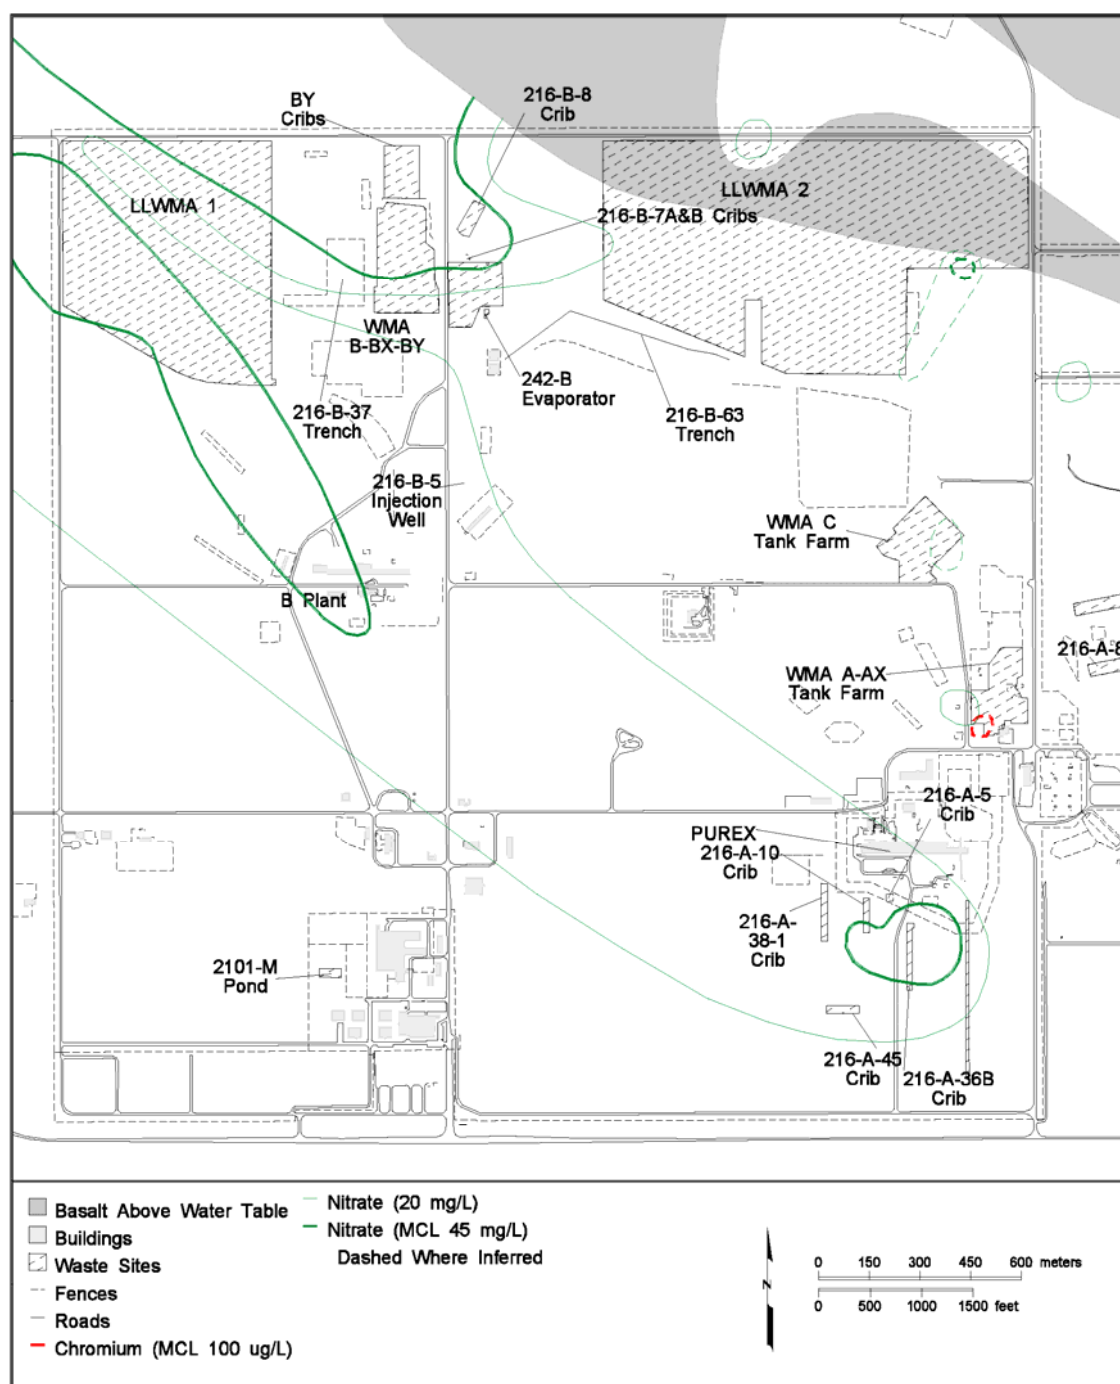 BY
Cribs
216-B-8
Crib
LLWMA 1
LLWMA 2
216-B-7A&B Cribs
WMA
B-BX-BY
242-B
Evaporator
216-B-37
Trench
216-B-63
Trench
216-B-5
Injection
Well
WMA C
Tank Farm
B Plant
216-A-8
WMA A-AX
Tank Farm
216-A-5
Crib
PUREX
216-A-10
Crib
216-A-
38-1
Crib
2101-M
Pond
216-A-45
Crib
216-A-36B
Crib
Basalt Above Water Table
Buildings
Waste Sites
Fences
Roads
Chromium (MCL 100 ug/L)
Nitrate (20 mg/L)
Nitrate (MCL 45 mg/L)
Dashed Where Inferred
N
0 150 300 450 600 meters
0 500 1000 1500 feet